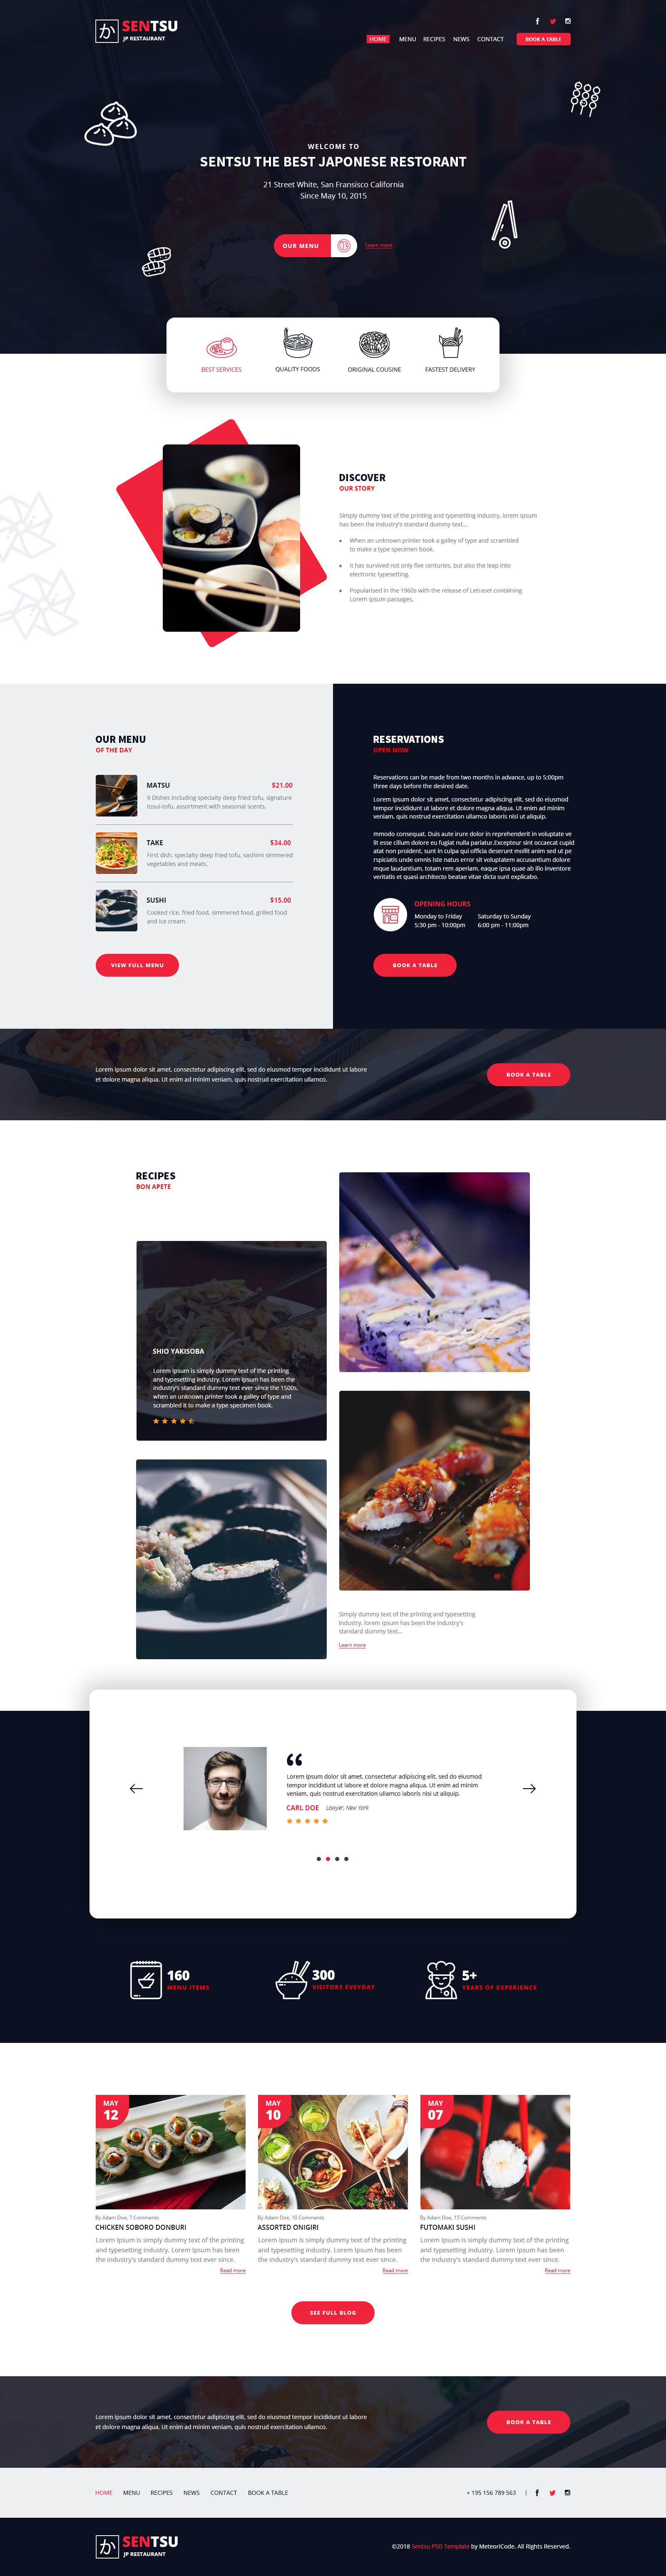 か
SENTSU
JP RESTAURANT
HOME MENU RECIPES NEWS CONTACT BOOK A TABLE
WELCOME TO
SENTSU THE BEST JAPONESE RESTORANT
21 Street White, San Fransisco California
Since May 10, 2015
OUR MENU Learn more
BEST SERVICES QUALITY FOODS ORIGINAL COUSINE FASTEST DELIVERY
DISCOVER
OUR STORY
Simply dummy text of the printing and typesetting industry, lorem Ipsum
has been the industry's standard dummy text...
When an unknown printer took a galley of type and scrambled
to make a type specimen book.
It has survived not only five centuries, but also the leap into
electronic typesetting.
Popularised in the 1960s with the release of Letraset containing
Lorem Ipsum passages.
OUR MENU
OF THE DAY
MATSU $21.00
9 Dishes including specialty deep fried tofu, signature
tosui-tofu, assortment with seasonal scents.
TAKE $34.00
First dish, specialty deep fried tofu, sashimi simmered
vegetables and meats.
SUSHI $15.00
Cooked rice, fried food, simmered food, grilled food
and ice cream.
VIEW FULL MENU
RESERVATIONS
OPEN NOW
Reservations can be made from two months in advance, up to 5:00pm
three days before the desired date.
Lorem ipsum dolor sit amet, consectetur adipiscing elit, sed do eiusmod
tempor incididunt ut labore et dolore magna aliqua. Ut enim ad minim
veniam, quis nostrud exercitation ullamco laboris nisi ut aliquip.
mmodo consequat. Duis aute irure dolor in reprehenderit in voluptate ve
lit esse cillum dolore eu fugiat nulla pariatur.Excepteur sint occaecat cupid
atat non proident, sunt in culpa qui officia deserunt mollit anim sed ut pe
rspiciatis unde omnis iste natus error sit voluptatem accusantium dolore
mque laudantium, totam rem aperiam, eaque ipsa quae ab illo inventore
veritatis et quasi architecto beatae vitae dicta sunt explicabo.
OPENING HOURS
Monday to Friday Saturday to Sunday
5:30 pm - 10:00pm 6:00 pm - 11:00pm
BOOK A TABLE
Lorem ipsum dolor sit amet, consectetur adipiscing elit, sed do eiusmod tempor incididunt ut labore
et dolore magna aliqua. Ut enim ad minim veniam, quis nostrud exercitation ullamco.
BOOK A TABLE
RECIPES
BON APETE
SHIO YAKISOBA
Lorem Ipsum is simply dummy text of the printing
and typesetting industry. Lorem Ipsum has been the
industry's standard dummy text ever since the 1500s,
when an unknown printer took a galley of type and
scrambled it to make a type specimen book.
Simply dummy text of the printing and typesetting
industry, lorem Ipsum has been the industry's
standard dummy text...
Learn more
“
Lorem ipsum dolor sit amet, consectetur adipiscing elit, sed do eiusmod
tempor incididunt ut labore et dolore magna aliqua. Ut enim ad minim
veniam, quis nostrud exercitation ullamco laboris nisi ut aliquip.
CARL DOE Lawyer, New York
160
MENU ITEMS
300
VISITORS EVEYDAY
5+
YEARS OF EXPERIENCE
MAY
12
By Adam Doe, 7 Comments
CHICKEN SOBORO DONBURI
Lorem Ipsum is simply dummy text of the printing
and typesetting industry. Lorem Ipsum has been
the industry's standard dummy text ever since.
Read more
MAY
10
By Adam Doe, 10 Comments
ASSORTED ONIGIRI
Lorem Ipsum is simply dummy text of the printing
and typesetting industry. Lorem Ipsum has been
the industry's standard dummy text ever since.
Read more
MAY
07
By Adam Doe, 15 Comments
FUTOMAKI SUSHI
Lorem Ipsum is simply dummy text of the printing
and typesetting industry. Lorem Ipsum has been
the industry's standard dummy text ever since.
Read more
SEE FULL BLOG
Lorem ipsum dolor sit amet, consectetur adipiscing elit, sed do eiusmod tempor incididunt ut labore
et dolore magna aliqua. Ut enim ad minim veniam, quis nostrud exercitation ullamco.
BOOK A TABLE
HOME MENU RECIPES NEWS CONTACT BOOK A TABLE + 195 156 789 563 |
か
SENTSU
JP RESTAURANT
©2018 Sentsu PSD Template by MeteoriCode. All Rights Reserved.